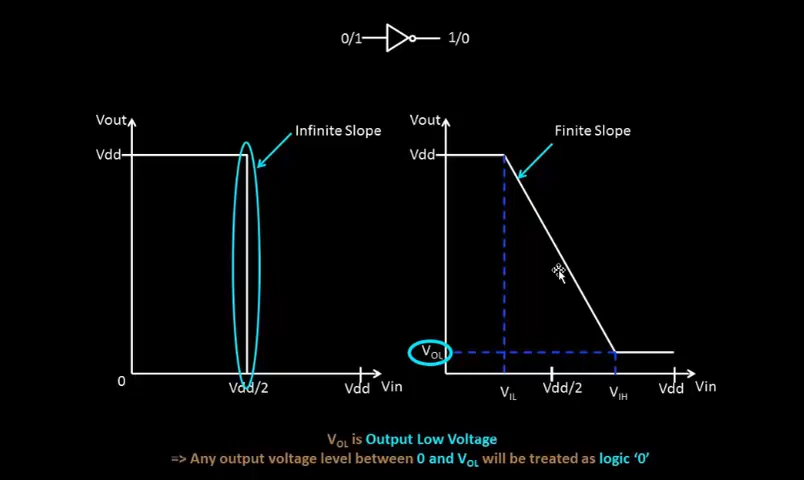 0/1 1/0
Vout
Infinite Slope
Vdd
0
Vdd/2
Vdd
Vin
Vout
Finite Slope
Vdd
VOL
VIL
Vdd/2
VIH
Vdd
Vin
VOL is Output Low Voltage
=> Any output voltage level between 0 and VOL will be treated as logic ‘0’